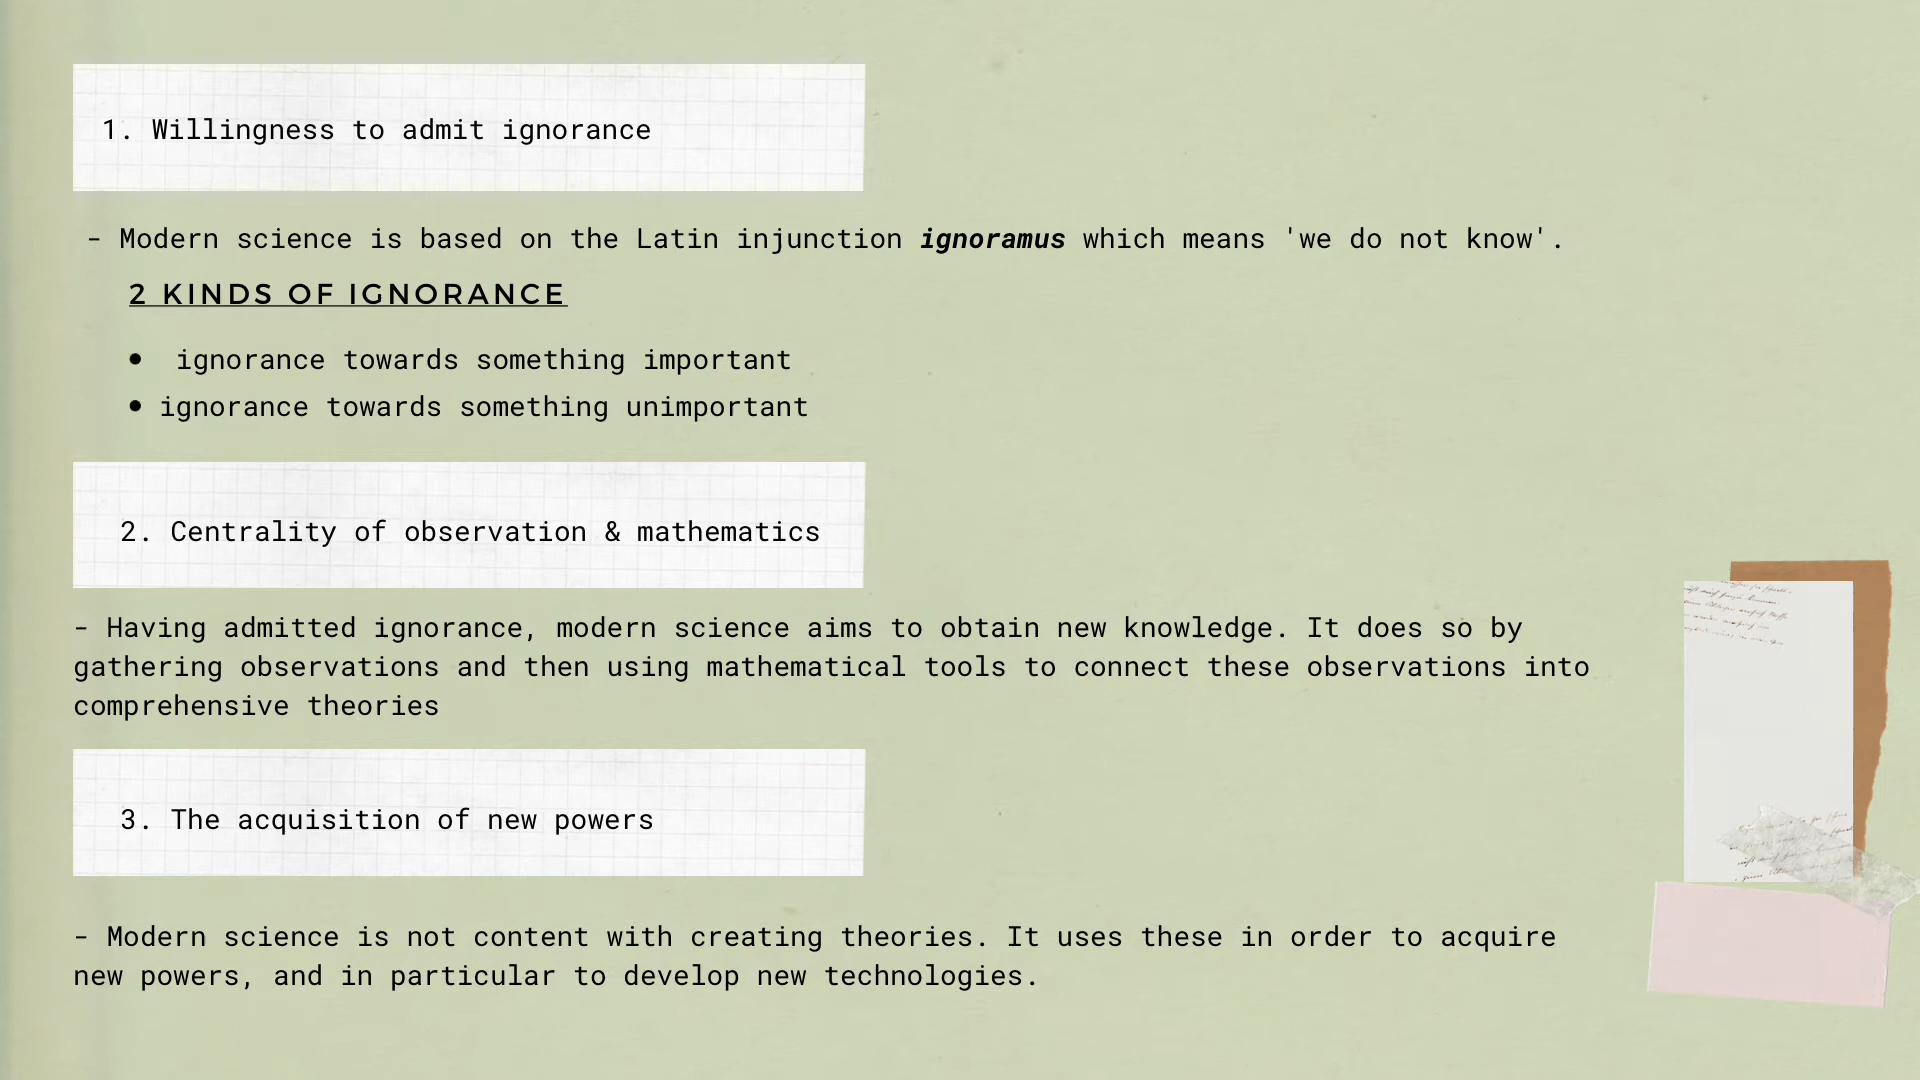 1. Willingness to admit ignorance
- Modern science is based on the Latin injunction ignoramus which means 'we do not know'.
2 KINDS OF IGNORANCE
• ignorance towards something important
• ignorance towards something unimportant
2. Centrality of observation & mathematics
- Having admitted ignorance, modern science aims to obtain new knowledge. It does so by
gathering observations and then using mathematical tools to connect these observations into
comprehensive theories
3. The acquisition of new powers
- Modern science is not content with creating theories. It uses these in order to acquire
new powers, and in particular to develop new technologies.